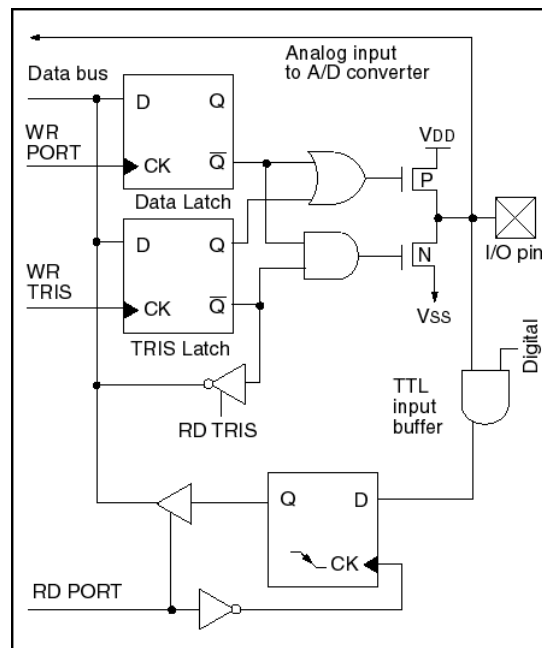 Analog input
to A/D converter
Data bus
D Q
WR
PORT
CK Q
Data Latch
VDD
P
D Q
N
I/O pin
WR
TRIS
CK Q
TRIS Latch
VSS
Digital
TTL
input
buffer
RD TRIS
Q D
CK
RD PORT